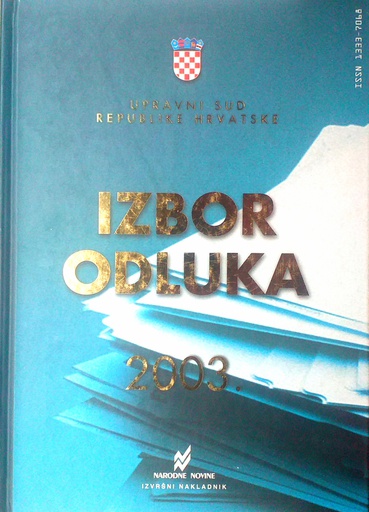 ISSN 1333-7068
UPRAVNI SUD
REPUBLIKE HRVATSKE
IZBOR
ODLUKA
2003.
NARODNE NOVINE
IZVRŠNI NAKLADNIK